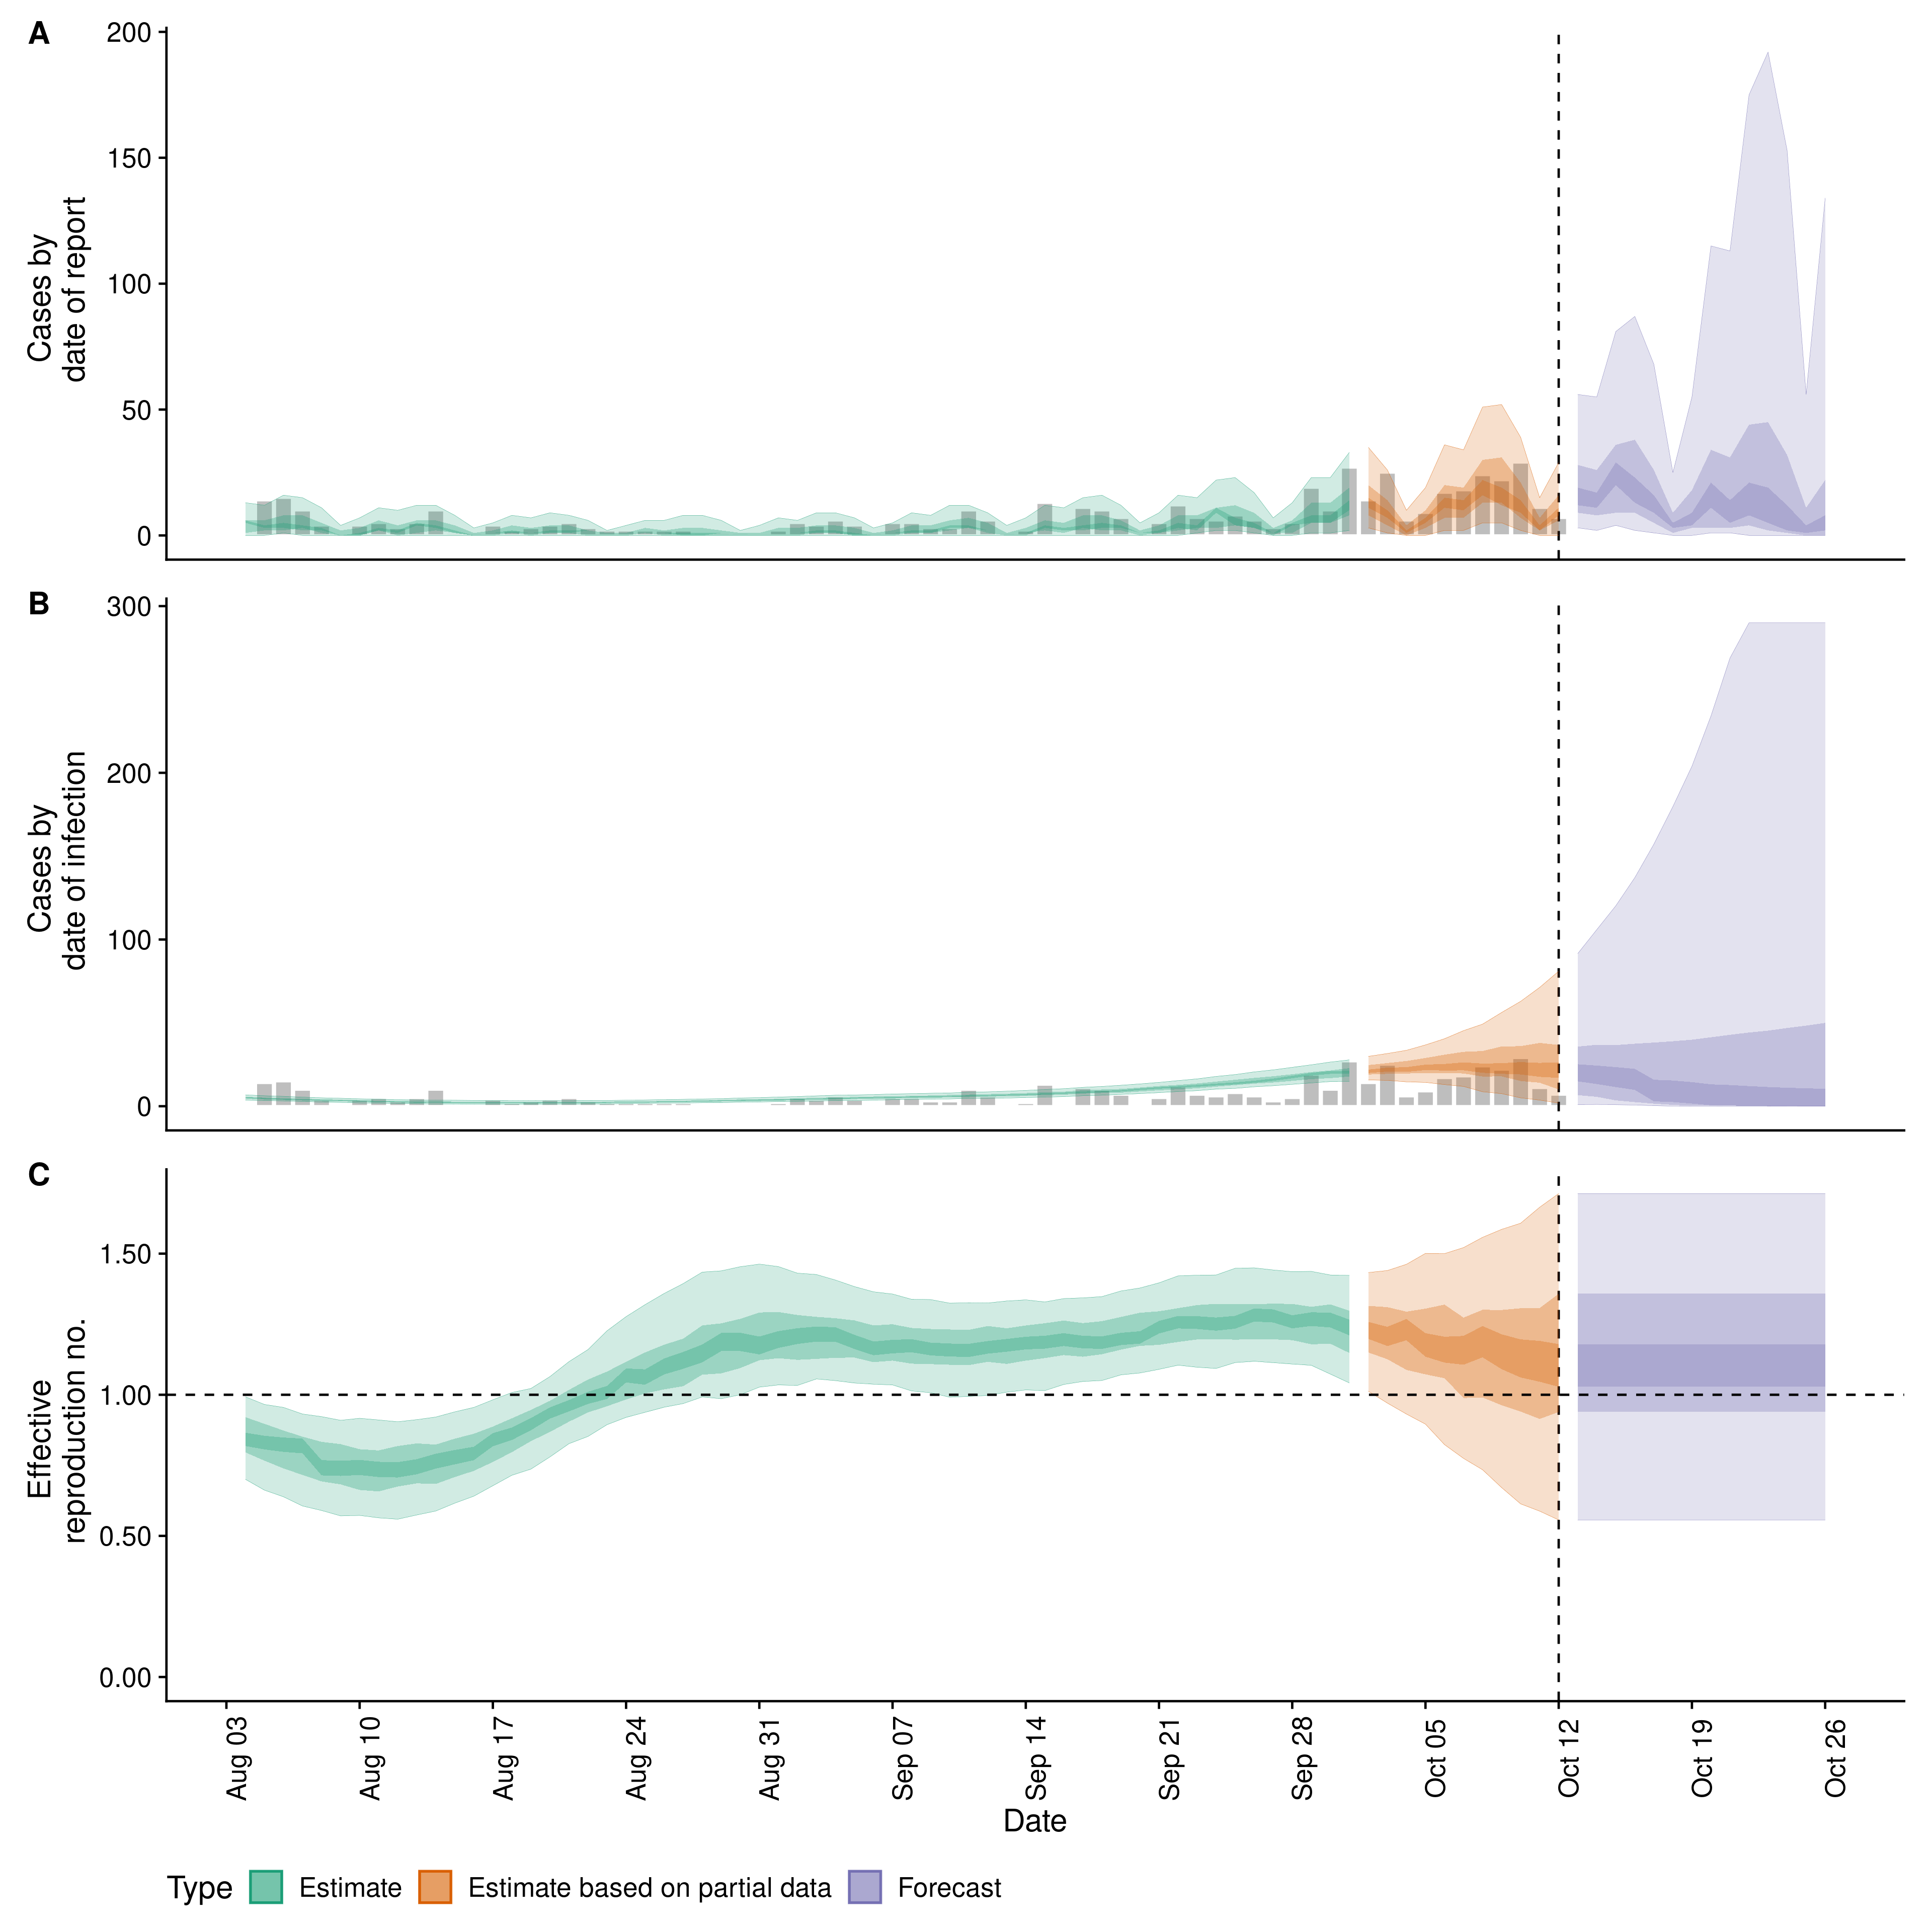 A
200
150
100
50
0
Cases by
date of report
B
300
200
100
0
Cases by
date of infection
C
1.50
1.00
0.50
0.00
Effective
reproduction no.
Aug 03
Aug 10
Aug 17
Aug 24
Aug 31
Sep 07
Sep 14
Sep 21
Sep 28
Oct 05
Oct 12
Oct 19
Oct 26
Date
Type Estimate Estimate based on partial data Forecast